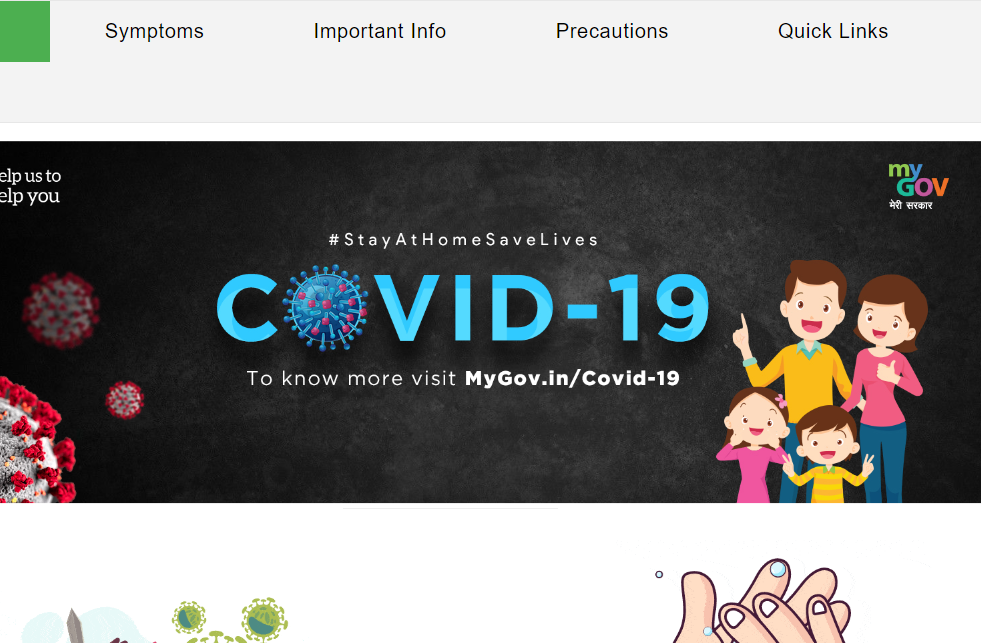 Symptoms Important Info Precautions Quick Links
elp us to
elp you
my
GOV
मेरी सरकार
#StayAtHomeSaveLives
COVID-19
To know more visit MyGov.in/Covid-19